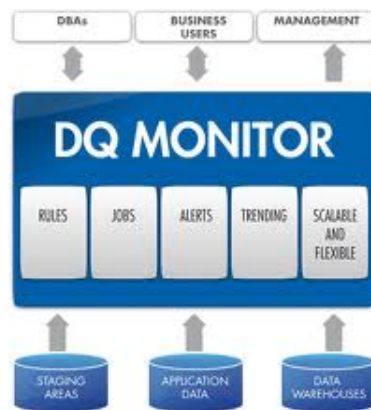 DBAs
BUSINESS
USERS
MANAGEMENT
DQ MONITOR
RULES
JOBS
ALERTS
TRENDING
SCALABLE
AND
FLEXIBLE
STAGING
AREAS
APPLICATION
DATA
DATA
WAREHOUSES